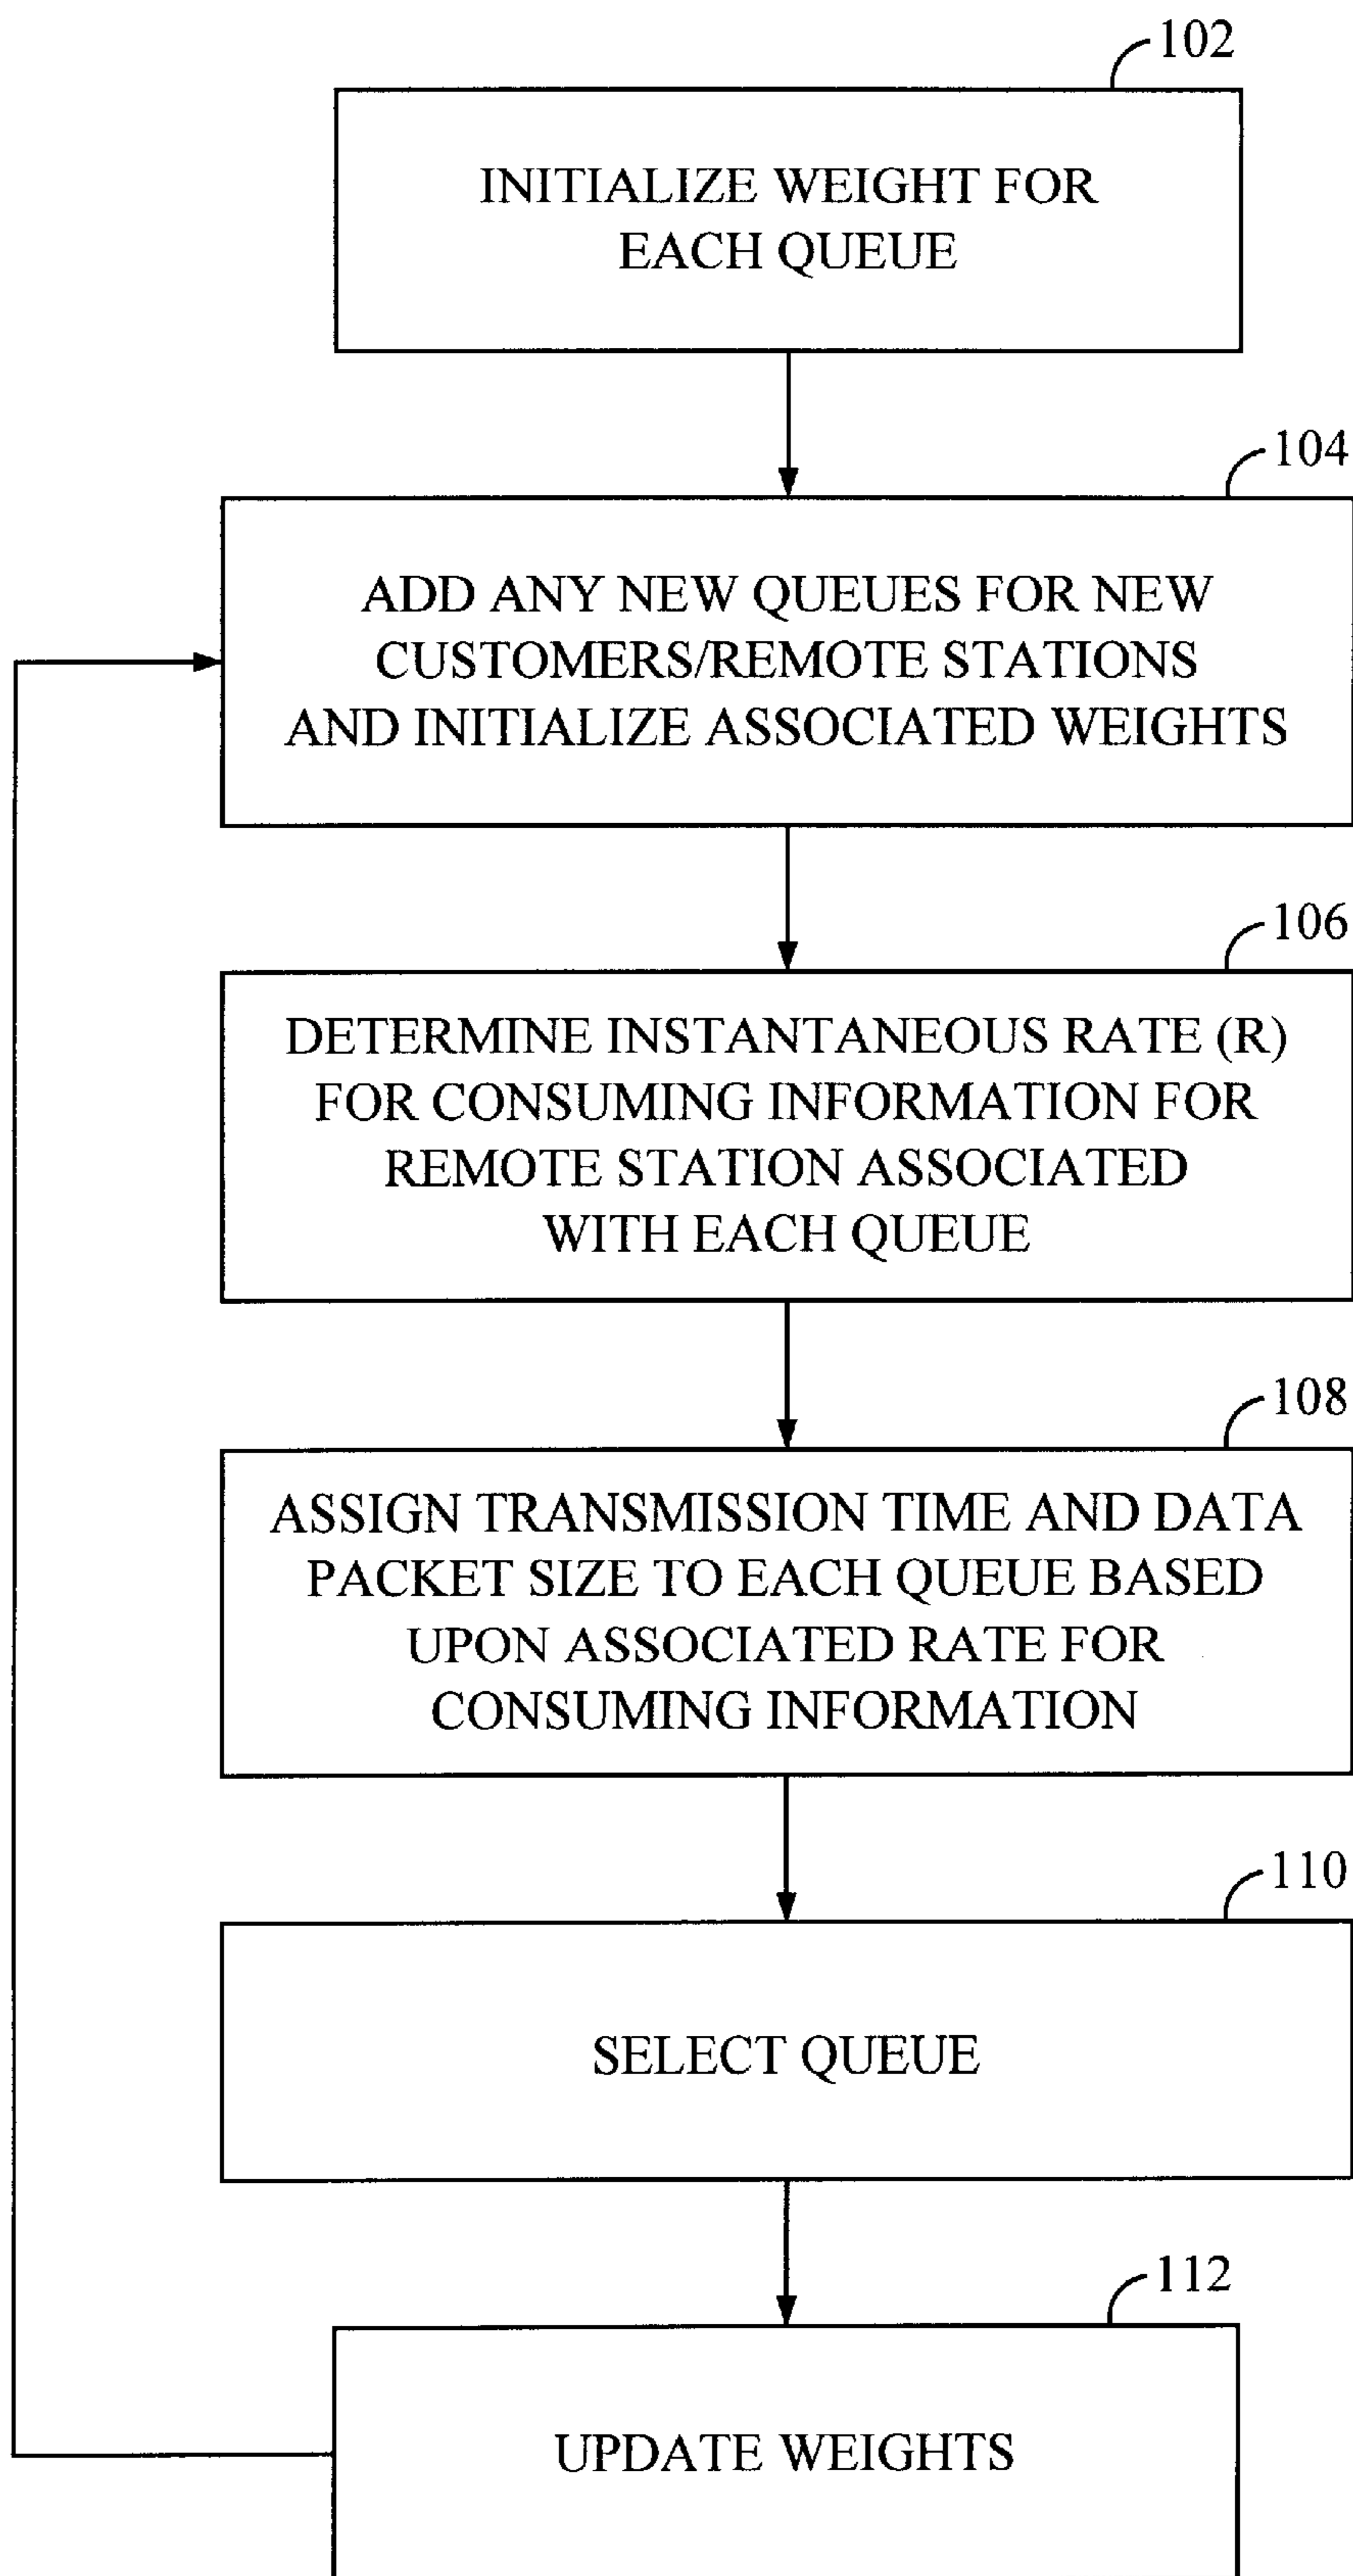 102
INITIALIZE WEIGHT FOR
EACH QUEUE
104
ADD ANY NEW QUEUES FOR NEW
CUSTOMERS/REMOTE STATIONS
AND INITIALIZE ASSOCIATED WEIGHTS
106
DETERMINE INSTANTANEOUS RATE (R)
FOR CONSUMING INFORMATION FOR
REMOTE STATION ASSOCIATED
WITH EACH QUEUE
108
ASSIGN TRANSMISSION TIME AND DATA
PACKET SIZE TO EACH QUEUE BASED
UPON ASSOCIATED RATE FOR
CONSUMING INFORMATION
110
SELECT QUEUE
112
UPDATE WEIGHTS